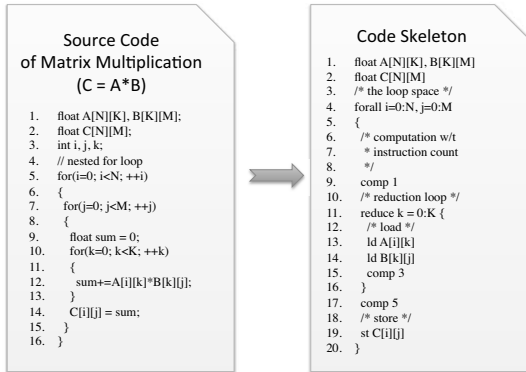 Source Code
of Matrix Multiplication
(C = A*B)
1. float A[N][K], B[K][M];
2. float C[N][M];
3. int i, j, k;
4. // nested for loop
5. for(i=0; i<N; ++i)
6. {
7. for(j=0; j<M; ++j)
8. {
9. float sum = 0;
10. for(k=0; k<K; ++k)
11. {
12. sum+=A[i][k]*B[k][j];
13. }
14. C[i][j] = sum;
15. }
16. }
Code Skeleton
1. float A[N][K], B[K][M]
2. float C[N][M]
3. /* the loop space */
4. forall i=0:N, j=0:M
5. {
6. /* computation w/t
7. * instruction count
8. */
9. comp 1
10. /* reduction loop */
11. reduce k = 0:K {
12. /* load */
13. ld A[i][k]
14. ld B[k][j]
15. comp 3
16. }
17. comp 5
18. /* store */
19. st C[i][j]
20. }